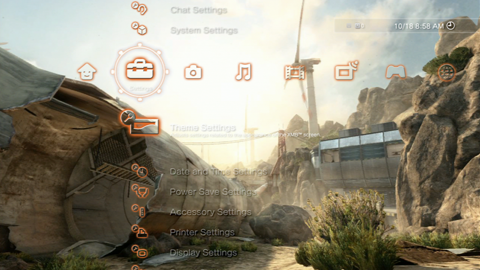 Chat Settings
10/18 8:58 AM
System Settings
Theme Settings
Date and Time Settings
Power Save Settings
Accessory Settings
Printer Settings
Display Settings